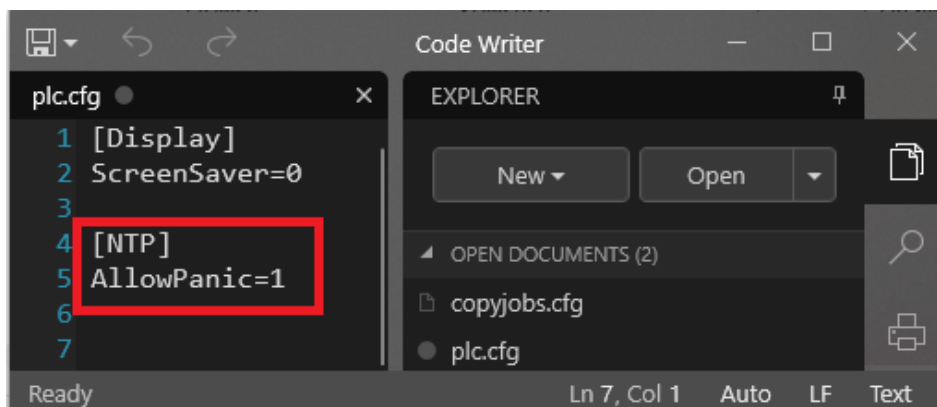 Code Writer
plc.cfg
1 [Display]
2 ScreenSaver=0
3
4 [NTP]
5 AllowPanic=1
6
7
EXPLORER
New
Open
OPEN DOCUMENTS (2)
copyjobs.cfg
plc.cfg
Ready
Ln 7, Col 1
Auto
LF
Text